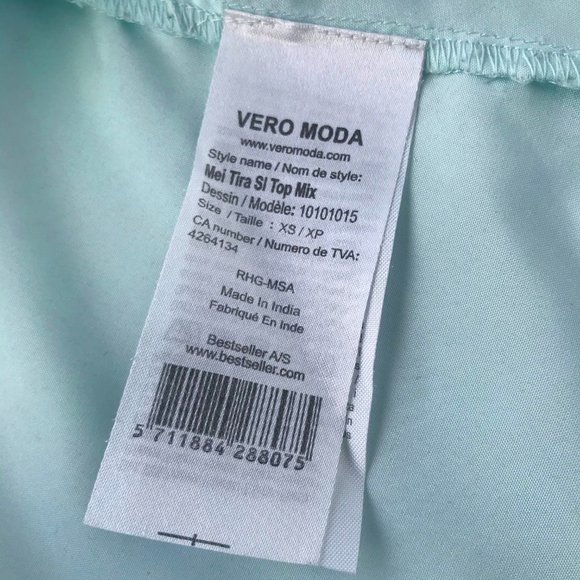 VERO MODA
www.veromoda.com
Style name / Nom de style:
Mei Tira Sl Top Mix
Dessin / Modèle: 10101015
Size / Taille : XS / XP
CA number / Numero de TVA:
4264134
RHG-MSA
Made In India
Fabriqué En Inde
Bestseller A/S
www.bestseller.com
5 711884 288075